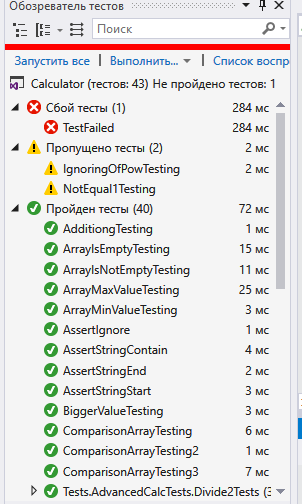 Обозреватель тестов
Поиск
Запустить все | Выполнить... | Список воспр
Calculator (тестов: 43) Не пройдено тестов: 1
Сбой тесты (1) 284 мс
TestFailed 284 мс
Пропущено тесты (2) 2 мс
IgnoringOfPowTesting 2 мс
NotEqual1Testing
Пройден тесты (40) 72 мс
AdditiongTesting 1 мс
ArrayIsEmptyTesting 15 мс
ArrayIsNotEmptyTesting 11 мс
ArrayMaxValueTesting 25 мс
ArrayMinValueTesting 3 мс
AssertIgnore 1 мс
AssertStringContain 4 мс
AssertStringEnd 2 мс
AssertStringStart 3 мс
BiggerValueTesting 3 мс
ComparisonArrayTesting 6 мс
ComparisonArrayTesting2 1 мс
ComparisonArrayTesting3 7 мс
Tests.AdvancedCalcTests.Divide2Tests (3